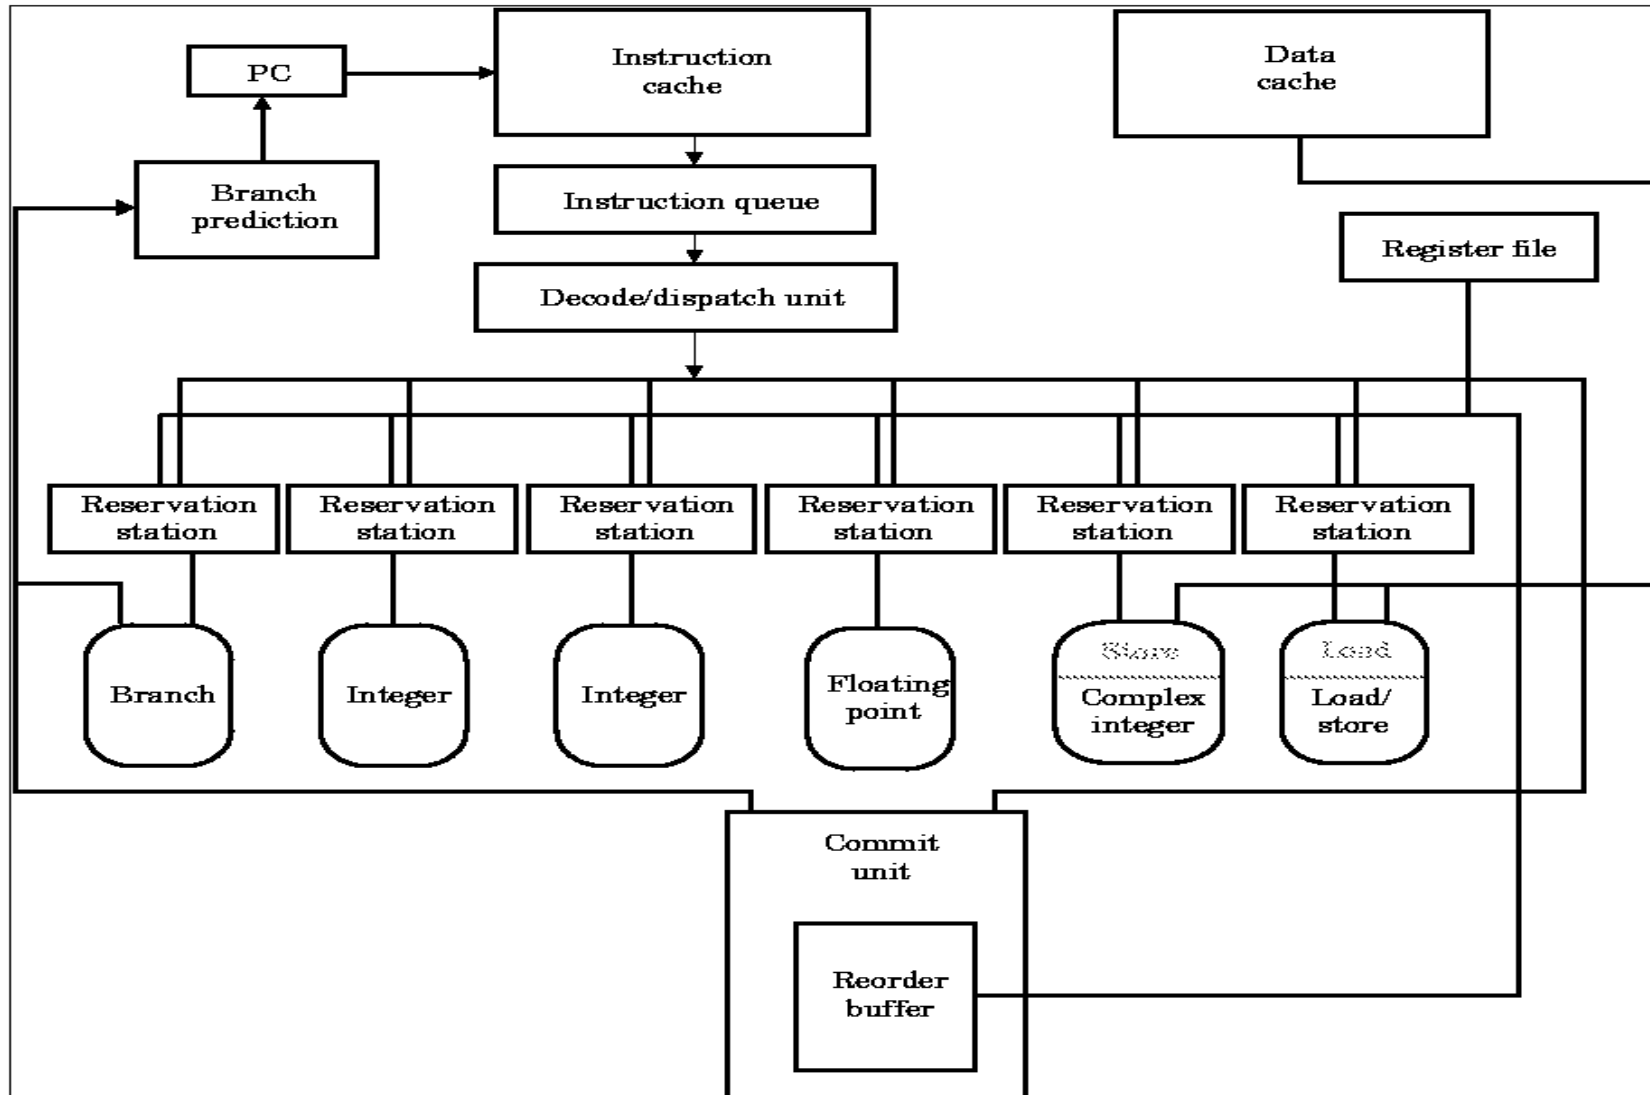 PC
Instruction
cache
Data
cache
Branch
prediction
Instruction queue
Register file
Decode/dispatch unit
Reservation
station
Reservation
station
Reservation
station
Reservation
station
Reservation
station
Reservation
station
Branch
Integer
Integer
Floating
point
Store
Complex
integer
Load
Load/
store
Commit
unit
Reorder
buffer